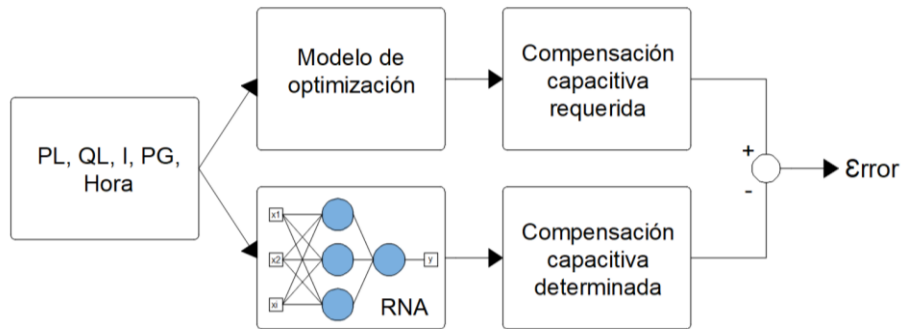 PL, QL, I, PG,
Hora
Modelo de
optimización
Compensación
capacitiva
requerida
x1
x2
xi
y
RNA
Compensación
capacitiva
determinada
+
-
Ɛrror